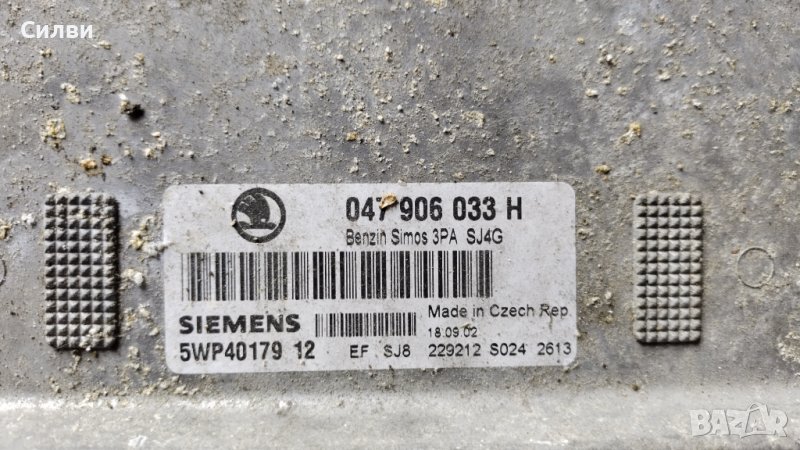 Силви
047 906 033 H
Benzin Simos 3PA SJ4G
Made in Czech Rep.
SIEMENS
18.09.02
5WP40179 12 EF SJ8 229212 S024 2613
BAZAR